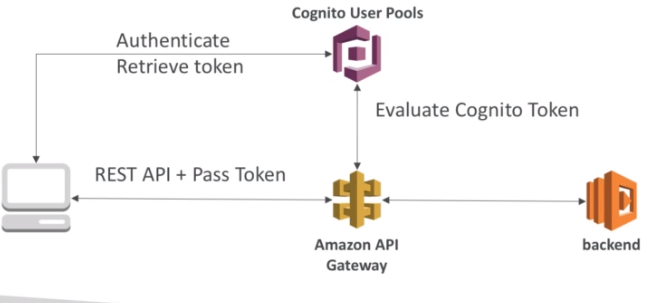 Cognito User Pools
Authenticate
Retrieve token
Evaluate Cognito Token
REST API + Pass Token
Amazon API
Gateway
backend